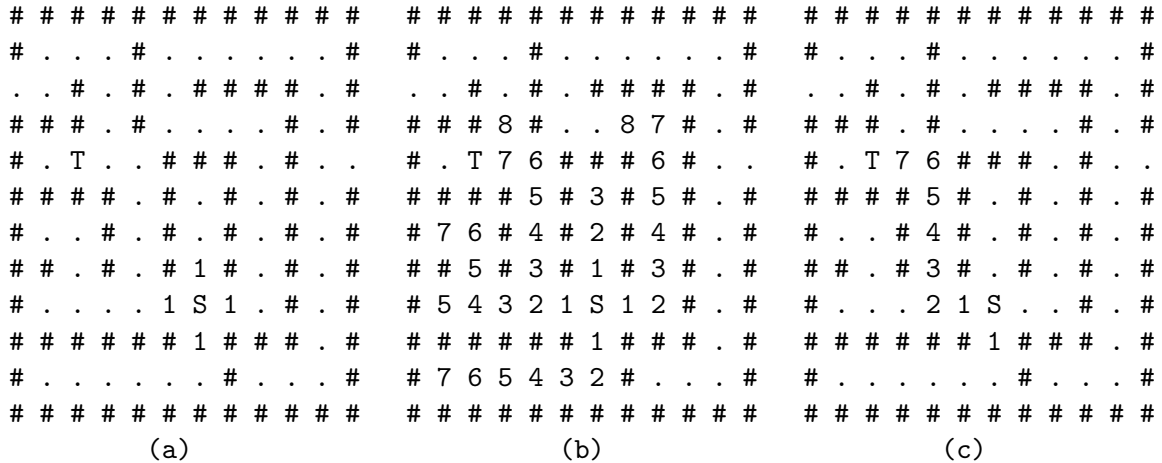 # # # # # # # # # # # # # # # # # # # # # # # # # # # # # # # # # # # #
# . . . # . . . . . . # # . . . # . . . . . . # # . . . # . . . . . . #
. . # . # . # # # # . # . . # . # . # # # # . # . . # . # . # # # # . #
# # # . # . . . . # . # # # # 8 # . . 8 7 # . # # # # . # . . . . # . #
# . T . . # # # . # . . # . T 7 6 # # # 6 # . . # . T 7 6 # # # . # . .
# # # # . # . # . # . # # # # # 5 # 3 # 5 # . # # # # # 5 # . # . # . #
# . . # . # . # . # . # # 7 6 # 4 # 2 # 4 # . # # . . # 4 # . # . # . #
# # . # . # 1 # . # . # # # 5 # 3 # 1 # 3 # . # # # . # 3 # . # . # . #
# . . . . 1 S 1 . # . # # 5 4 3 2 1 S 1 2 # . # # . . . 2 1 S . . # . #
# # # # # # 1 # # # . # # # # # # # 1 # # # . # # # # # # # 1 # # # . #
# . . . . . . # . . . # # 7 6 5 4 3 2 # . . . # # . . . . . . # . . . #
# # # # # # # # # # # # # # # # # # # # # # # # # # # # # # # # # # # #
(a) (b) (c)